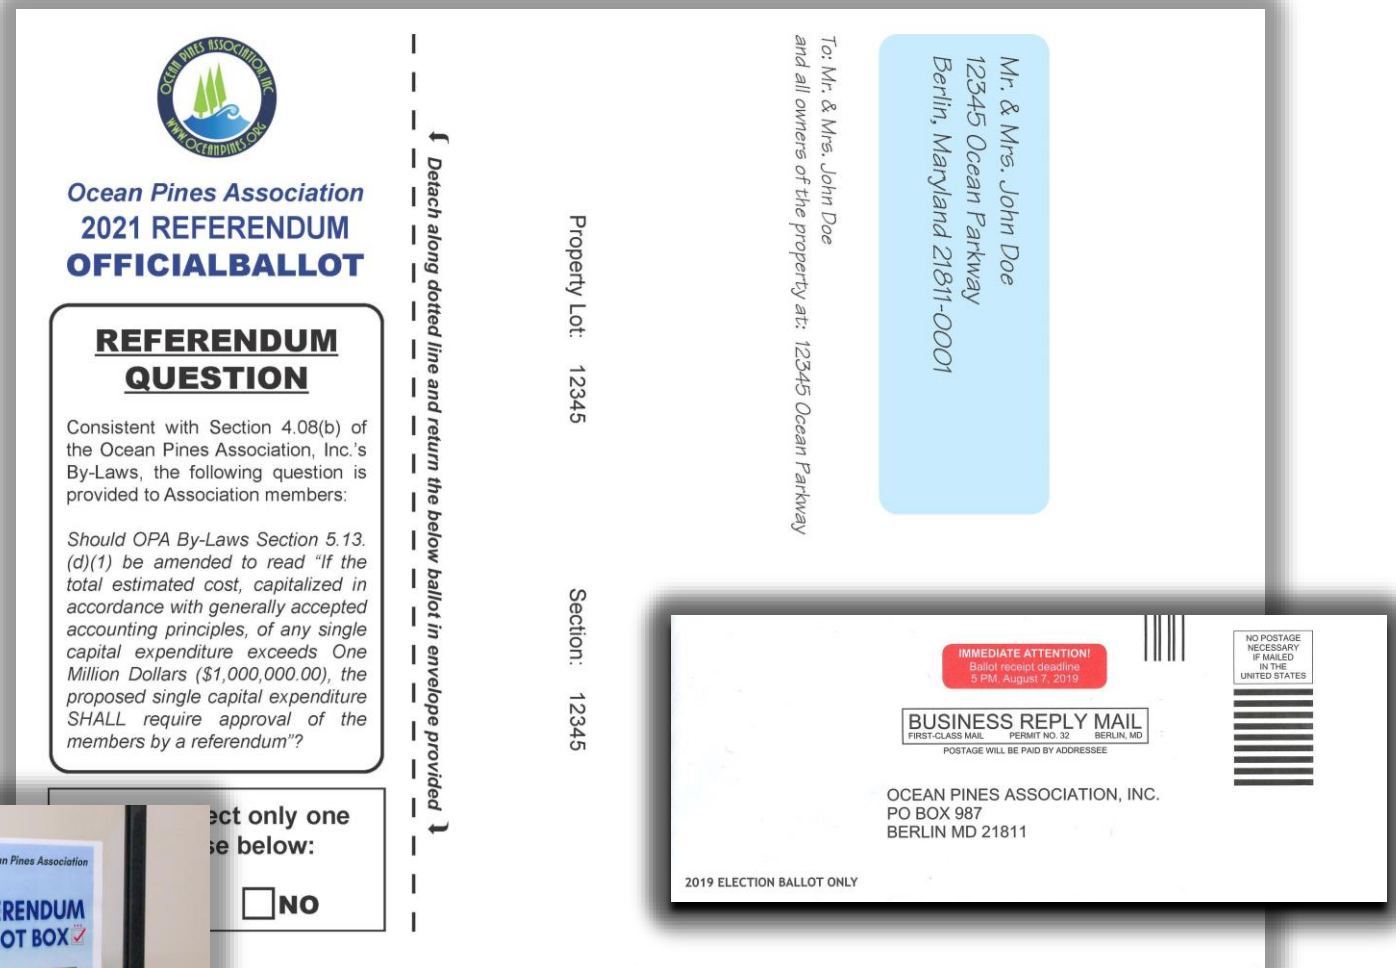 OCEAN PINES ASSOCIATION, INC
WWW.OCEANPINES.ORG
Ocean Pines Association
2021 REFERENDUM
OFFICIALBALLOT
REFERENDUM
QUESTION
Consistent with Section 4.08(b) of
the Ocean Pines Association, Inc.'s
By-Laws, the following question is
provided to Association members:
Should OPA By-Laws Section 5.13.
(d)(1) be amended to read “If the
total estimated cost, capitalized in
accordance with generally accepted
accounting principles, of any single
capital expenditure exceeds One
Million Dollars ($1,000,000.00), the
proposed single capital expenditure
SHALL require approval of the
members by a referendum”?
only one
below:
NO
Pines Association
BOX
Detach along dotted line and return the below ballot in envelope provided
Property Lot: 12345
Section: 12345
To: Mr. & Mrs. John Doe
and all owners of the property at: 12345 Ocean Parkway
Mr. & Mrs. John Doe
12345 Ocean Parkway
Berlin, Maryland 21811-0001
IMMEDIATE ATTENTION!
Ballot receipt deadline
5 PM, August 7, 2019
NO POSTAGE
NECESSARY
IF MAILED
IN THE
UNITED STATES
BUSINESS REPLY MAIL
FIRST-CLASS MAIL PERMIT NO. 32 BERLIN, MD
POSTAGE WILL BE PAID BY ADDRESSEE
OCEAN PINES ASSOCIATION, INC.
PO BOX 987
BERLIN MD 21811
2019 ELECTION BALLOT ONLY